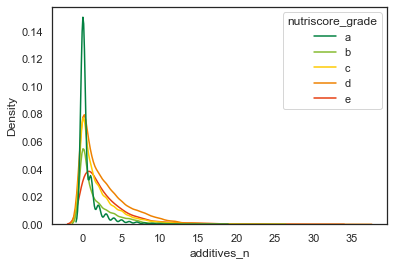 nutriscore_grade
a
b
c
d
e
0.14
0.12
0.10
0.08
0.06
0.04
0.02
0.00
Density
0 5 10 15 20 25 30 35
additives_n